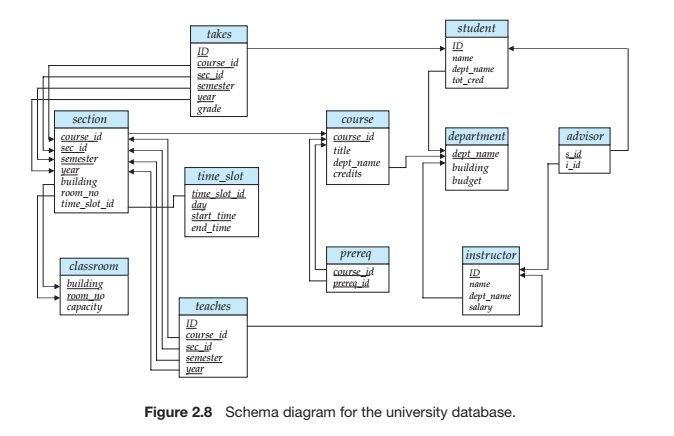 takes
ID
course_id
sec_id
semester
year
grade
student
ID
name
dept_name
tot_cred
section
course_id
sec_id
semester
year
building
room_no
time_slot_id
course
course_id
title
dept_name
credits
department
dept_name
building
budget
advisor
s_id
i_id
time_slot
time_slot_id
day
start_time
end_time
classroom
building
room_no
capacity
prereq
course_id
prereq_id
instructor
ID
name
dept_name
salary
teaches
ID
course_id
sec_id
semester
year
Figure 2.8 Schema diagram for the university database.